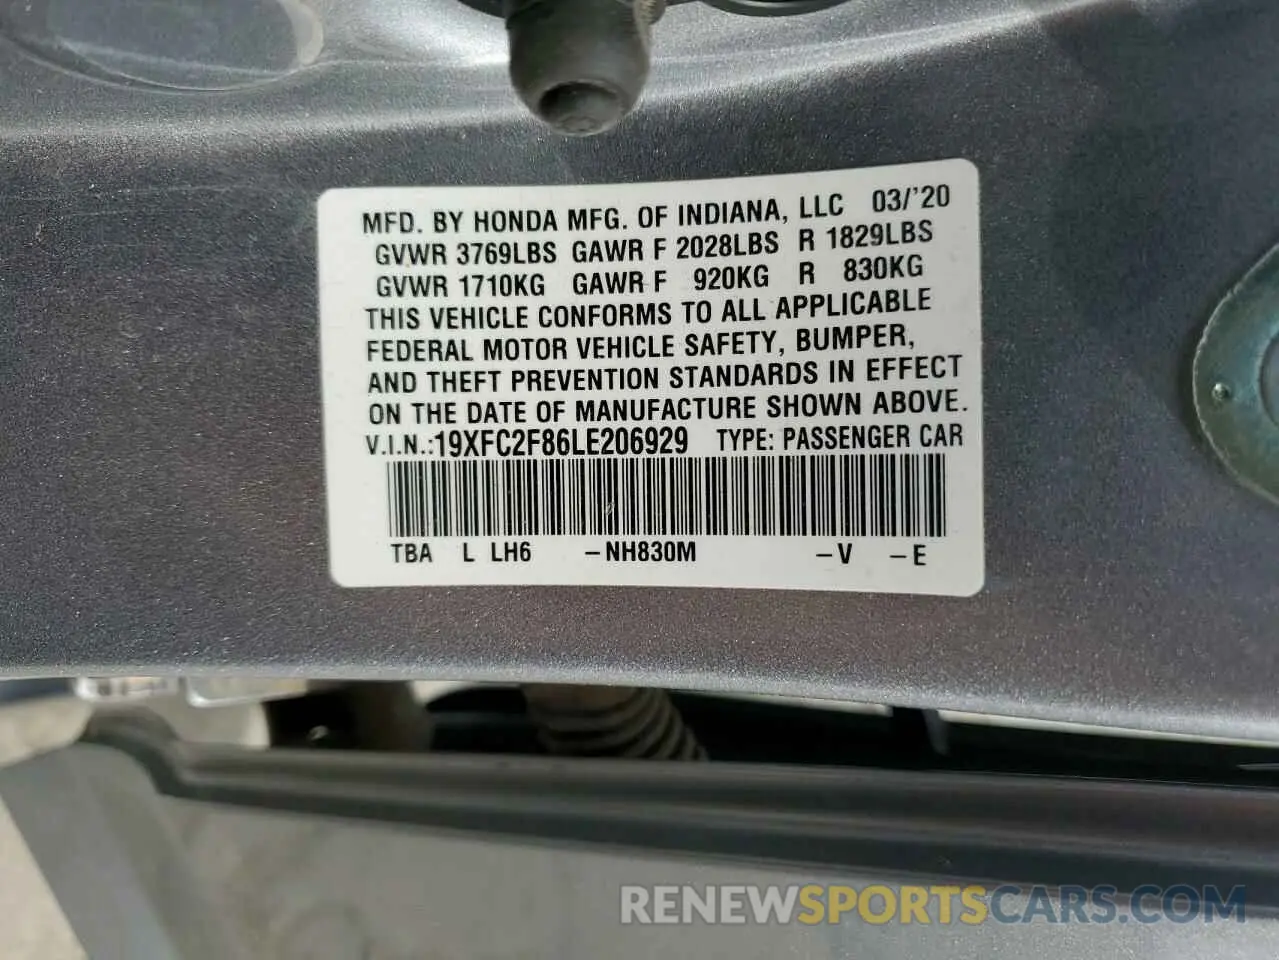 MFD. BY HONDA MFG. OF INDIANA, LLC 03/'20
GVWR 3769LBS GAWR F 2028LBS R 1829LBS
GVWR 1710KG GAWR F 920KG R 830KG
THIS VEHICLE CONFORMS TO ALL APPLICABLE
FEDERAL MOTOR VEHICLE SAFETY, BUMPER,
AND THEFT PREVENTION STANDARDS IN EFFECT
ON THE DATE OF MANUFACTURE SHOWN ABOVE.
V.I.N.:19XFC2F86LE206929 TYPE: PASSENGER CAR
TBA L LH6 –NH830M –V –E
RENEWSPORTSCARS.COM